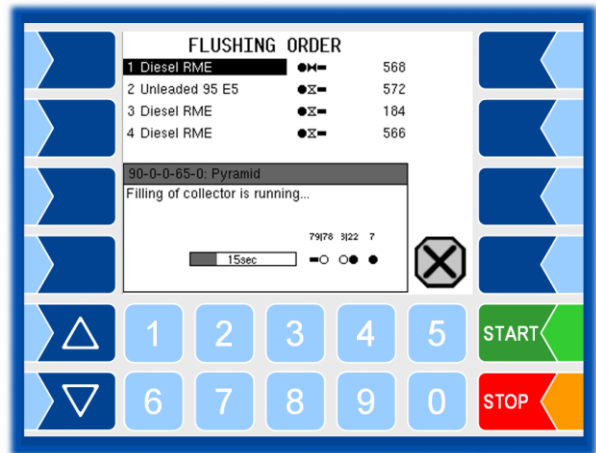 FLUSHING ORDER
1 Diesel RME 568
2 Unleaded 95 E5 572
3 Diesel RME 184
4 Diesel RME 566
90-0-0-65-0: Pyramid
Filling of collector is running...
79|78 3|22 7
15sec
1 2 3 4 5 START
6 7 8 9 0 STOP